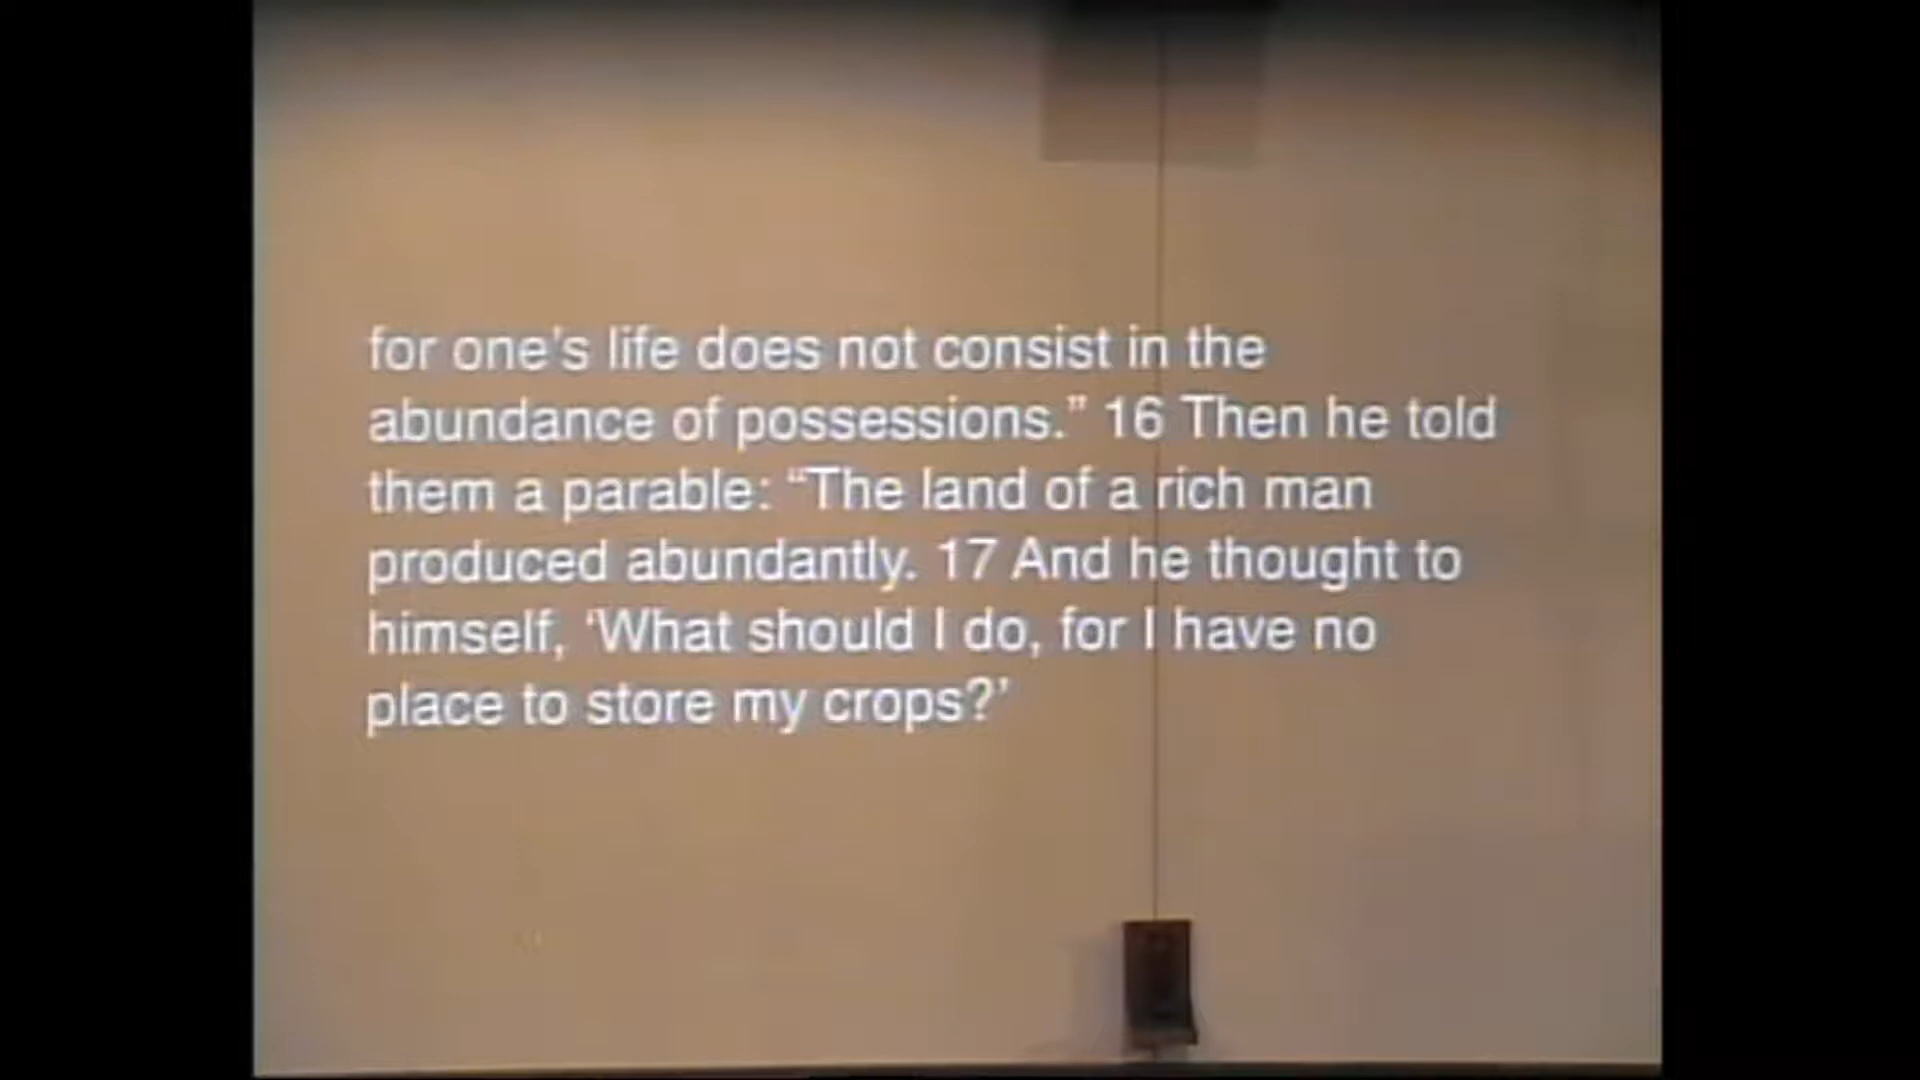 for one's life does not consist in the
abundance of possessions.” 16 Then he told
them a parable: “The land of a rich man
produced abundantly. 17 And he thought to
himself, ‘What should I do, for I have no
place to store my crops?’